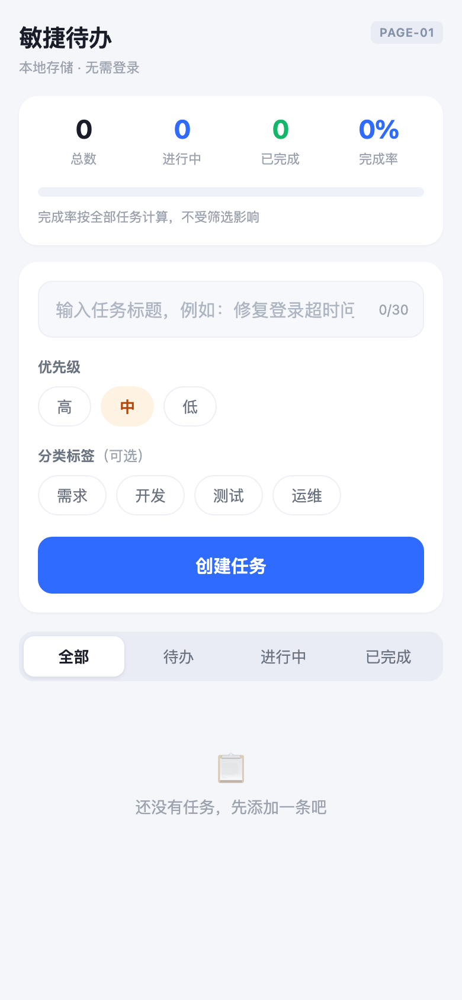 敏捷待办
PAGE-01
本地存储 · 无需登录
0 0 0 0%
总数 进行中 已完成 完成率
完成率按全部任务计算，不受筛选影响
输入任务标题，例如：修复登录超时问 0/30
优先级
高 中 低
分类标签（可选）
需求 开发 测试 运维
创建任务
全部 待办 进行中 已完成
还没有任务，先添加一条吧